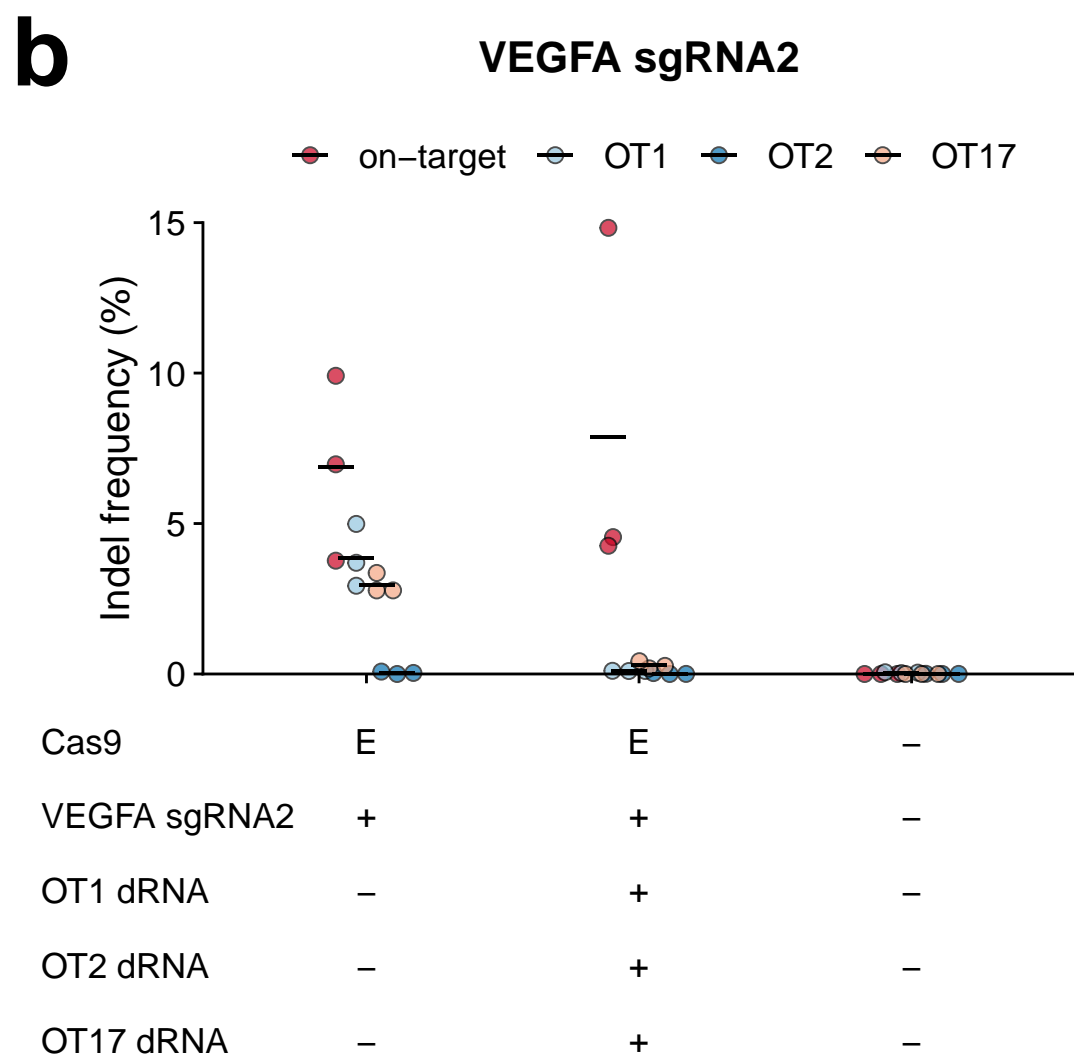 b
VEGFA sgRNA2
on−target OT1 OT2 OT17
Indel frequency (%)
15
10
5
0
Cas9 E E −
VEGFA sgRNA2 + + −
OT1 dRNA − + −
OT2 dRNA − + −
OT17 dRNA − + −